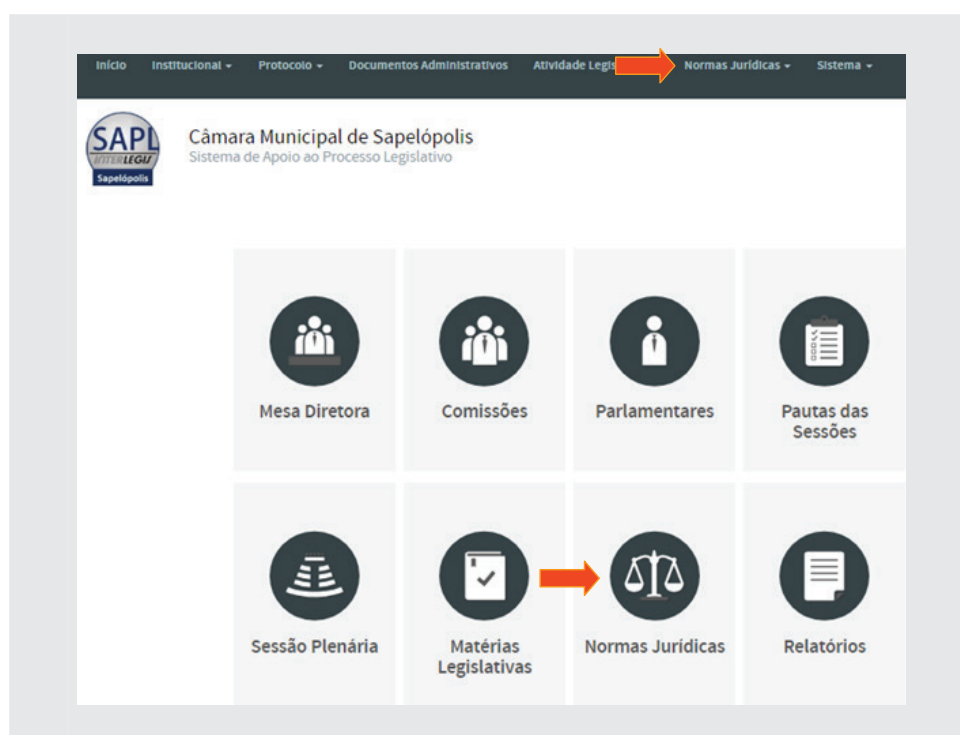 Início Institucional Protocolo Documentos Administrativos Atividade Normas Jurídicas Sistema
SAPL
INTERLEGIS
Sapelópolis
Câmara Municipal de Sapelópolis
Sistema de Apoio ao Processo Legislativo
Mesa Diretora Comissões Parlamentares Pautas das
Sessões
Sessão Plenária Matérias Normas Jurídicas Relatórios
Legislativas